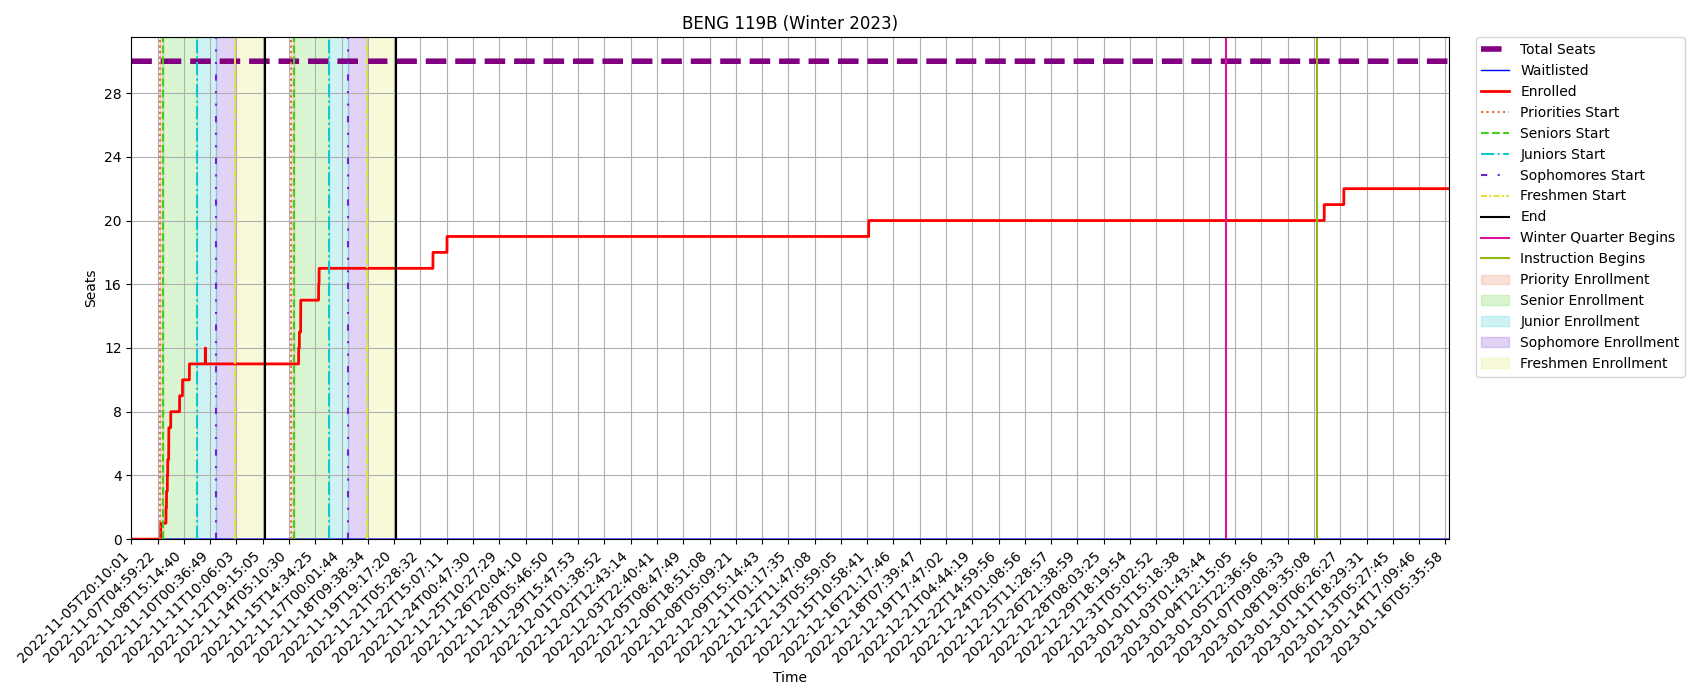 BENG 119B (Winter 2023)
Seats
28
24
20
16
12
8
4
0
2022-11-05T20:10:01
2022-11-07T04:59:22
2022-11-08T15:14:40
2022-11-10T00:36:49
2022-11-11T10:06:03
2022-11-12T19:15:05
2022-11-14T05:10:30
2022-11-15T14:34:25
2022-11-17T00:01:44
2022-11-18T09:38:34
2022-11-19T19:17:20
2022-11-21T05:28:32
2022-11-22T15:07:11
2022-11-24T00:47:30
2022-11-25T10:27:29
2022-11-26T20:04:10
2022-11-28T05:46:50
2022-11-29T15:47:53
2022-12-01T01:38:52
2022-12-02T12:43:14
2022-12-03T22:40:41
2022-12-05T08:47:49
2022-12-06T18:51:08
2022-12-08T05:09:21
2022-12-09T15:14:43
2022-12-11T01:17:35
2022-12-12T11:47:08
2022-12-13T59:05
2022-12-15T10:58:41
2022-12-16T21:17:46
2022-12-18T07:39:47
2022-12-19T17:47:02
2022-12-21T04:44:19
2022-12-22T14:59:56
2022-12-24T01:08:56
2022-12-25T11:28:57
2022-12-26T21:38:59
2022-12-28T08:03:25
2022-12-29T18:19:54
2022-12-31T05:02:52
2023-01-01T15:18:38
2023-01-03T01:43:44
2023-01-04T12:15:05
2023-01-05T22:36:56
2023-01-07T09:08:33
2023-01-08T19:35:08
2023-01-10T06:26:27
2023-01-11T18:29:31
2023-01-13T05:27:45
2023-01-14T17:09:46
2023-01-16T05:35:58
Time
Total Seats
Waitlisted
Enrolled
Priorities Start
Seniors Start
Juniors Start
Sophomores Start
Freshmen Start
End
Winter Quarter Begins
Instruction Begins
Priority Enrollment
Senior Enrollment
Junior Enrollment
Sophomore Enrollment
Freshmen Enrollment